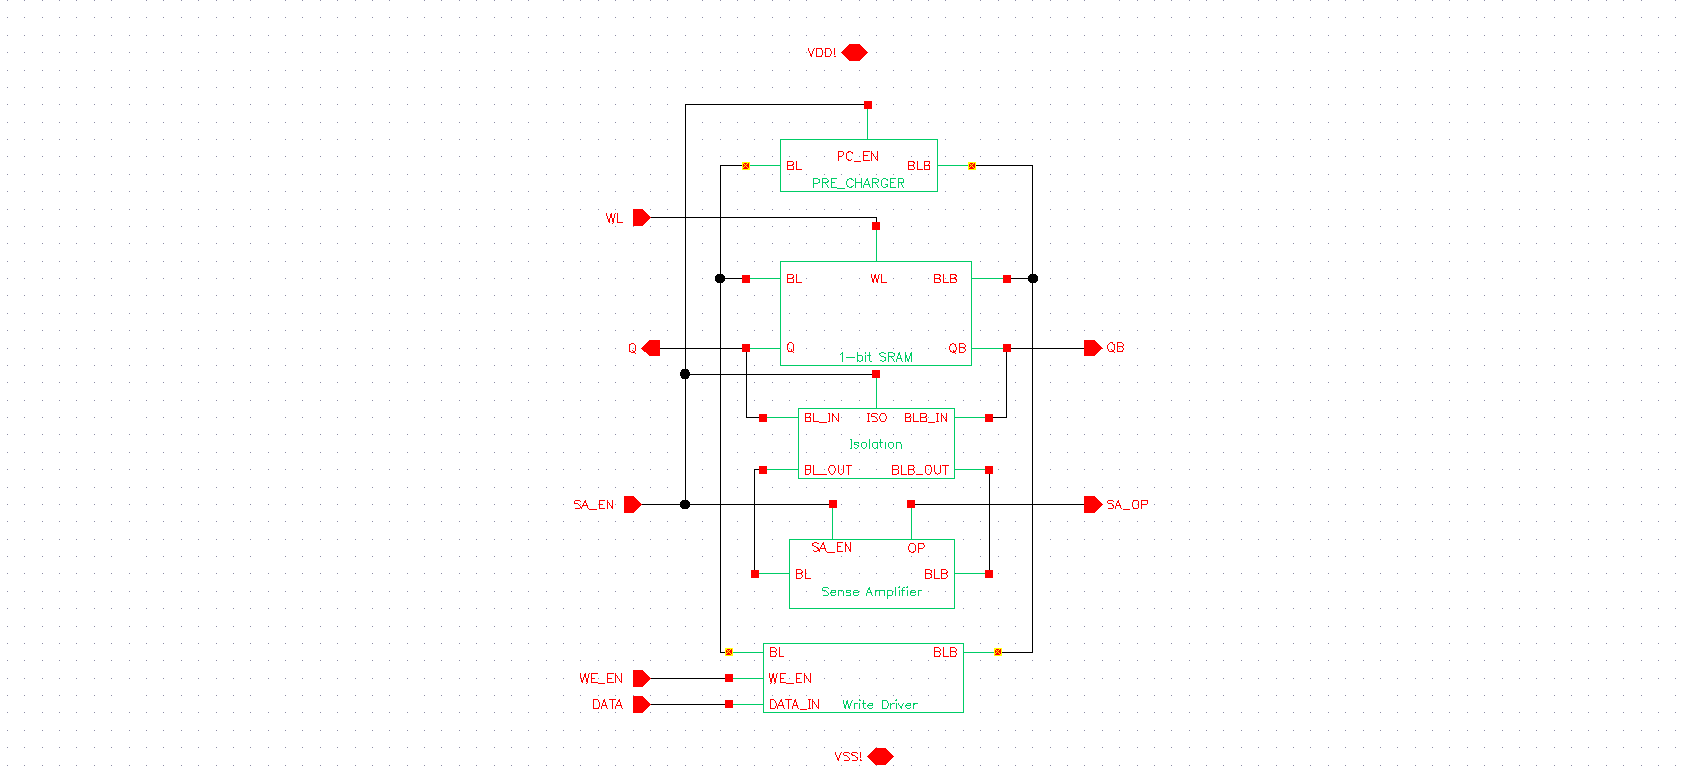 VDD!
PC_EN
BL BLB
PRE_CHARGER
WL
BL WL BLB
Q Q QB QB
1-bit SRAM
BL_IN ISO BLB_IN
Isolation
BL_OUT BLB_OUT
SA_EN SA_OP
SA_EN OP
BL BLB
Sense Amplifier
BL BLB
WE_EN WE_EN
DATA DATA_IN Write Driver
VSS!